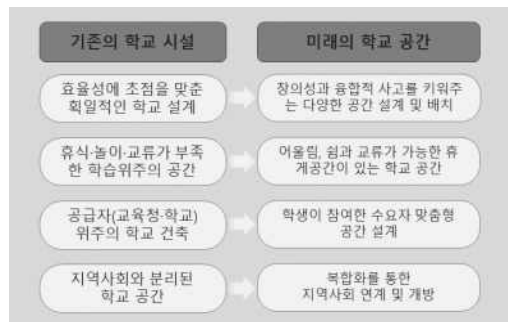 기존의 학교 시설
미래의 학교 공간
효율성에 초점을 맞춘
획일적인 학교 설계
창의성과 융합적 사고를 키워주
는 다양한 공간 설계 및 배치
휴식·놀이·교류가 부족
한 학습위주의 공간
어울림, 쉼과 교류가 가능한 휴
게공간이 있는 학교 공간
공급자(교육청·학교)
위주의 학교 건축
학생이 참여한 수요자 맞춤형
공간 설계
지역사회와 분리된
학교 공간
복합화를 통한
지역사회 연계 및 개방